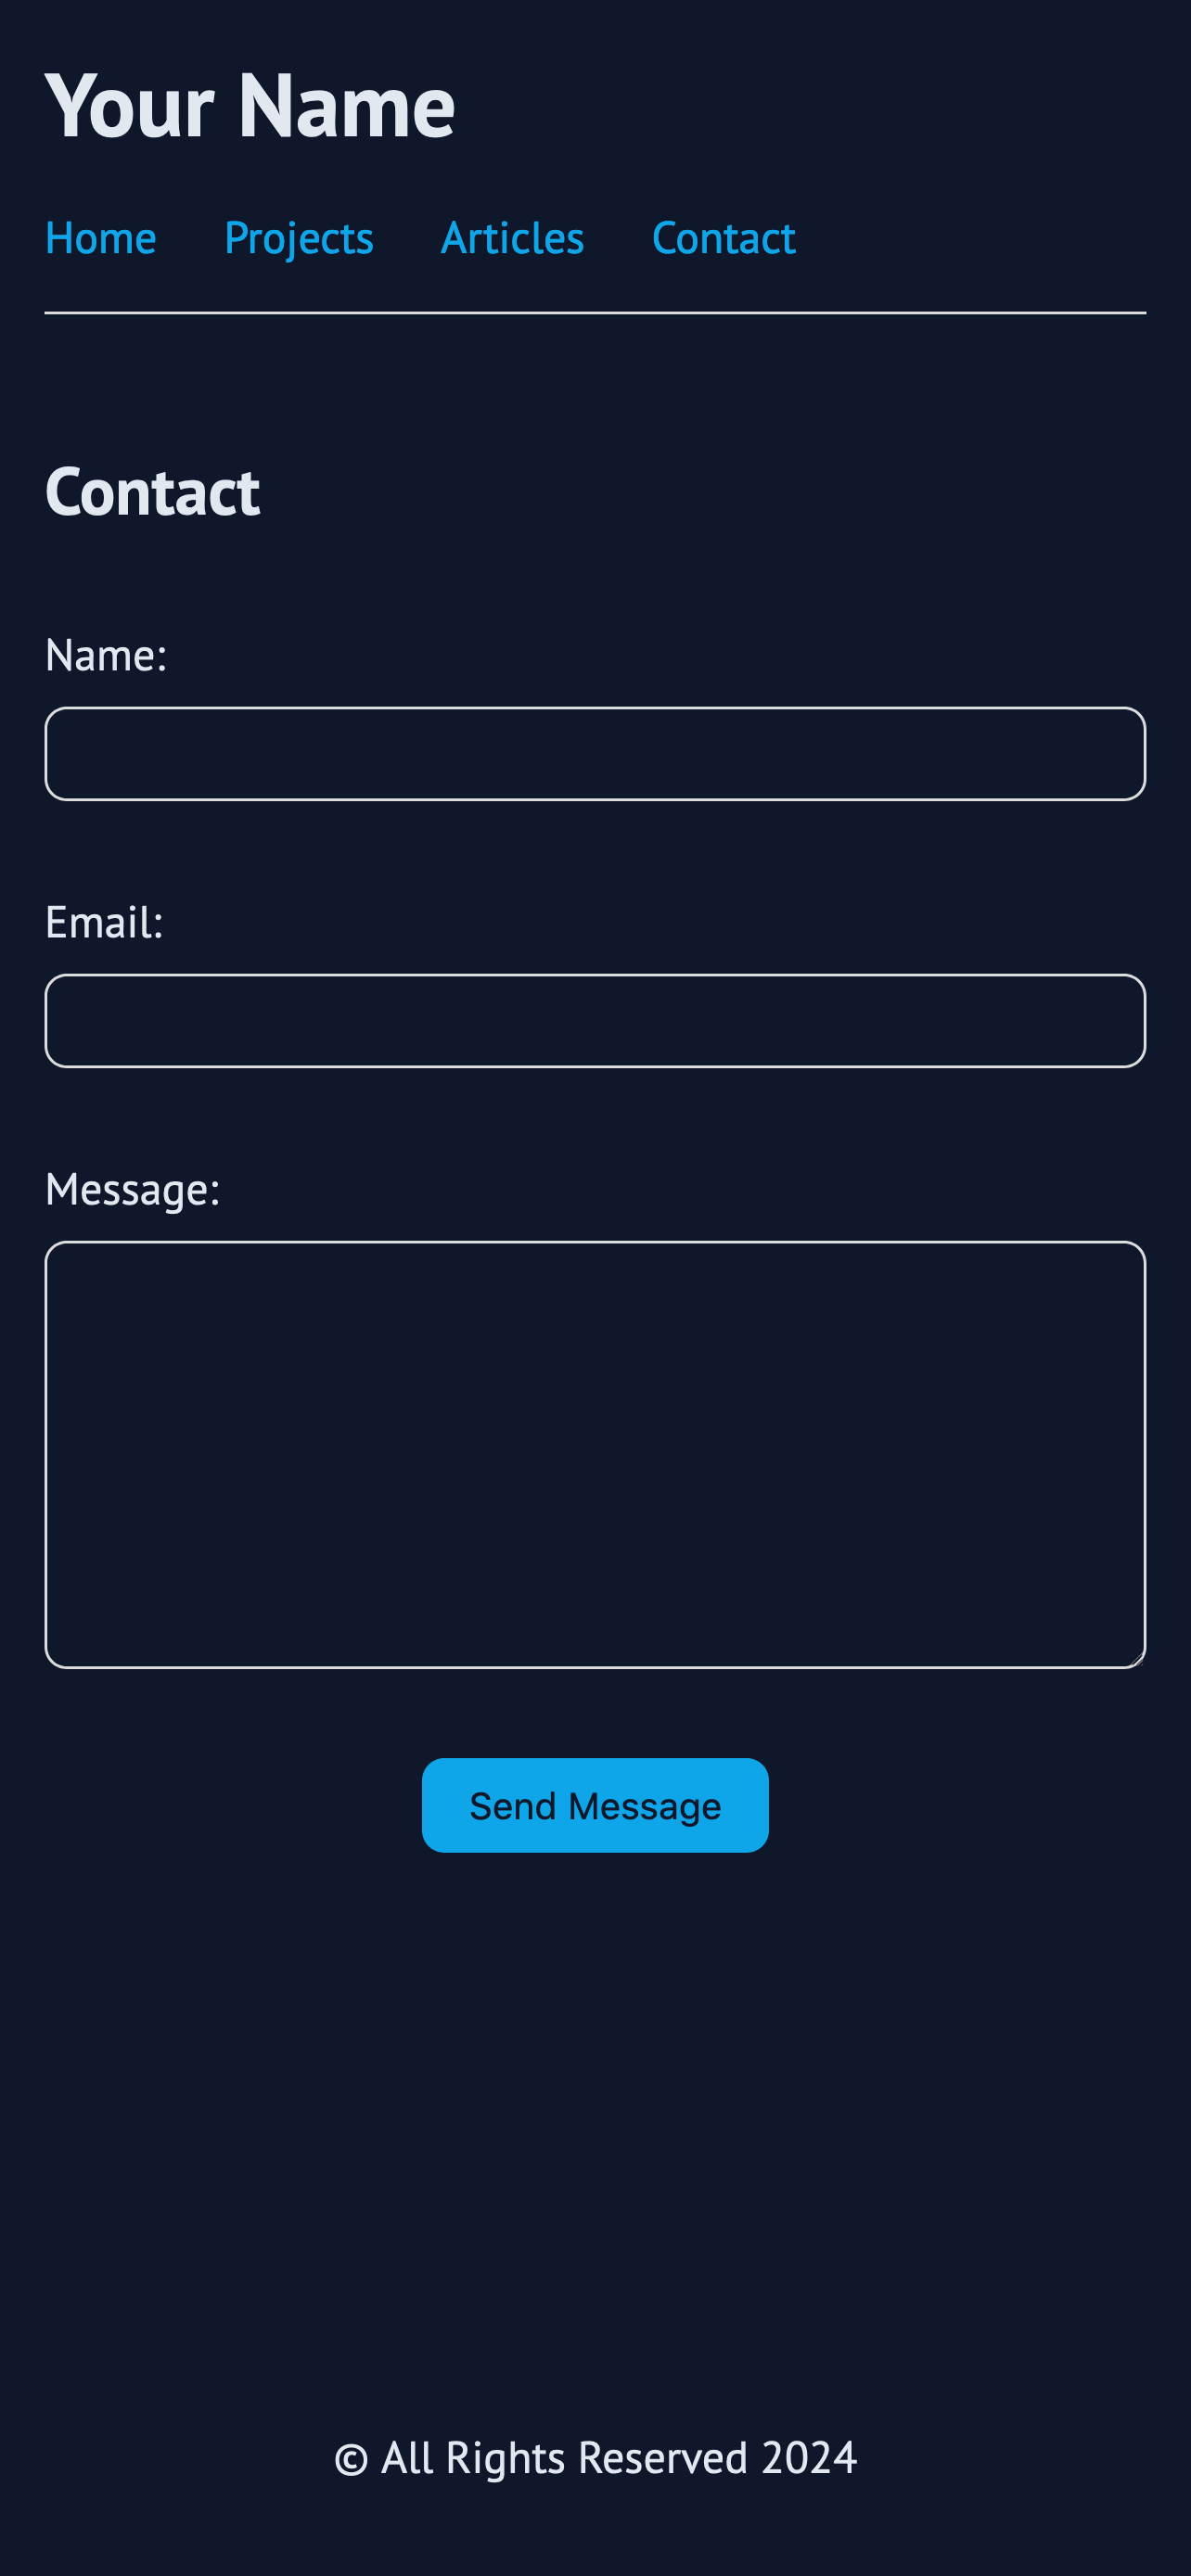 Your Name
Home Projects Articles Contact
Contact
Name:
Email:
Message:
Send Message
© All Rights Reserved 2024